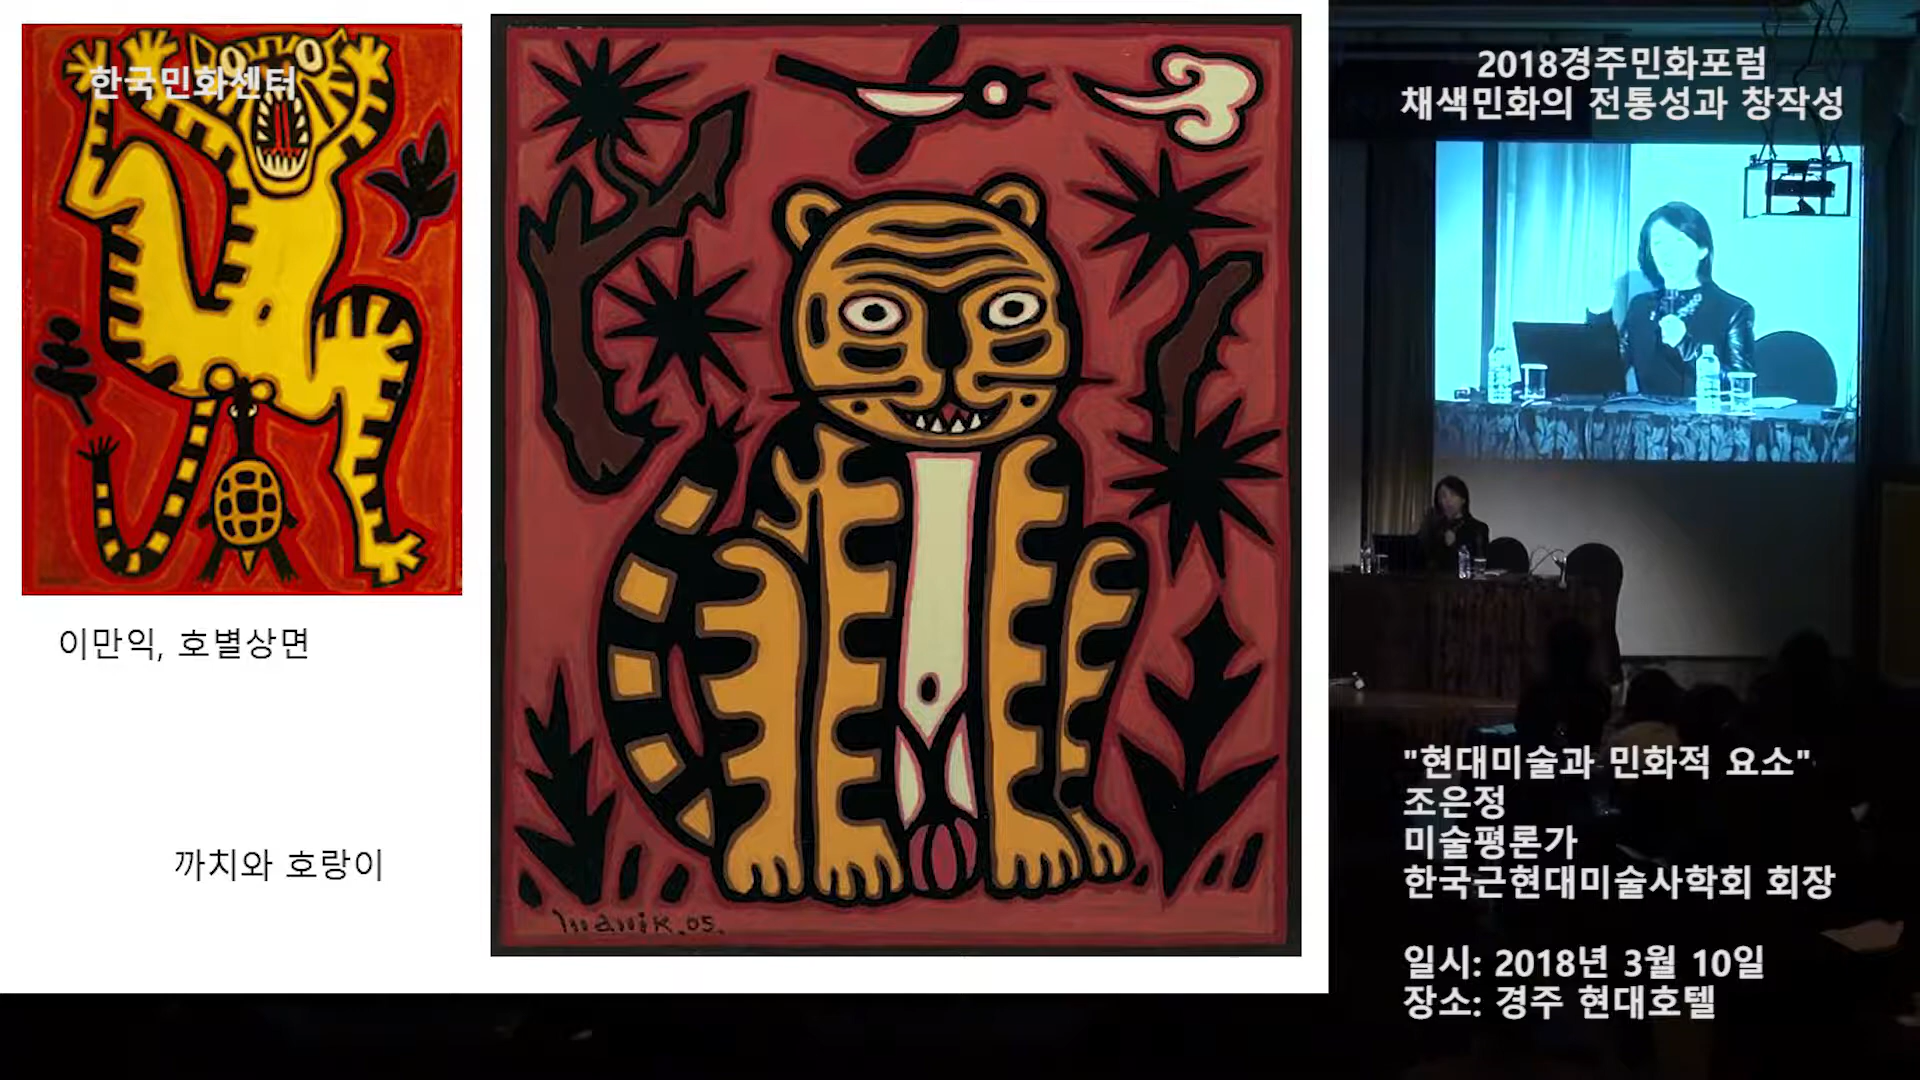 한국민화센터
이만익, 호별상면
까치와 호랑이
manik.05.
2018경주민화포럼
채색민화의 전통성과 창작성
"현대미술과 민화적 요소"
조은정
미술평론가
한국근현대미술사학회 회장
일시: 2018년 3월 10일
장소: 경주 현대호텔